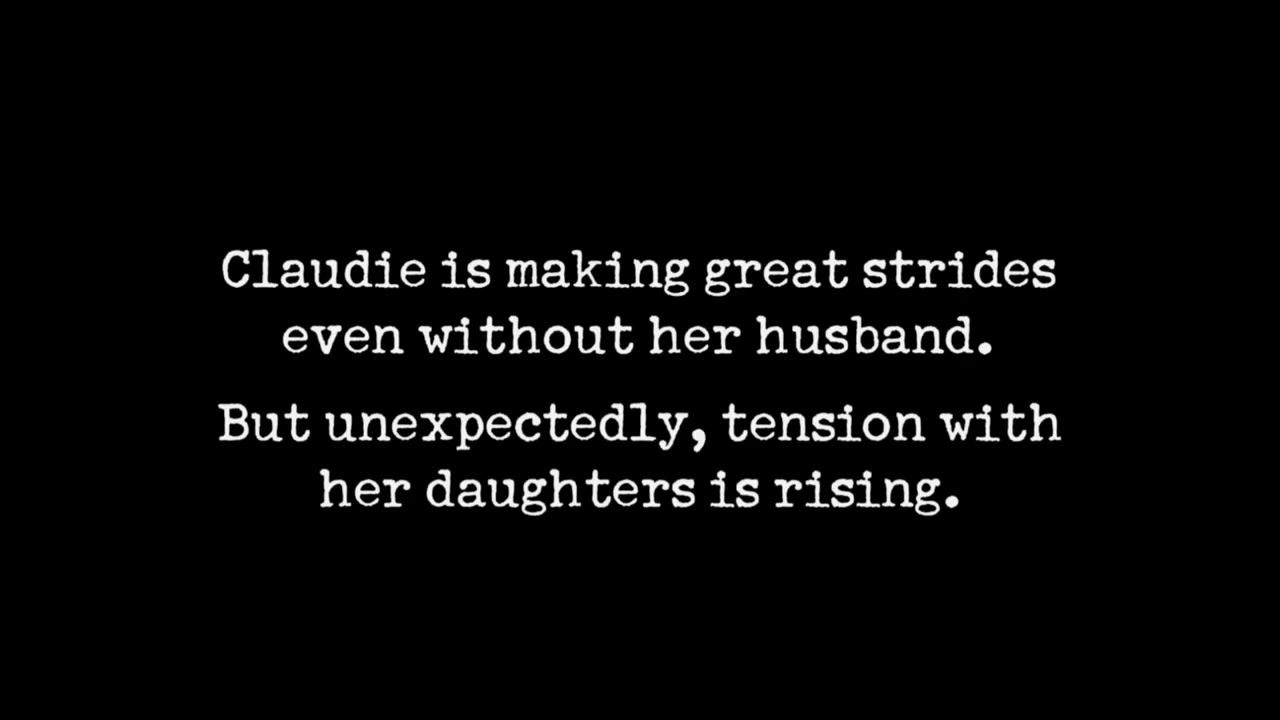 Claudie is making great strides
even without her husband.
But unexpectedly, tension with
her daughters is rising.